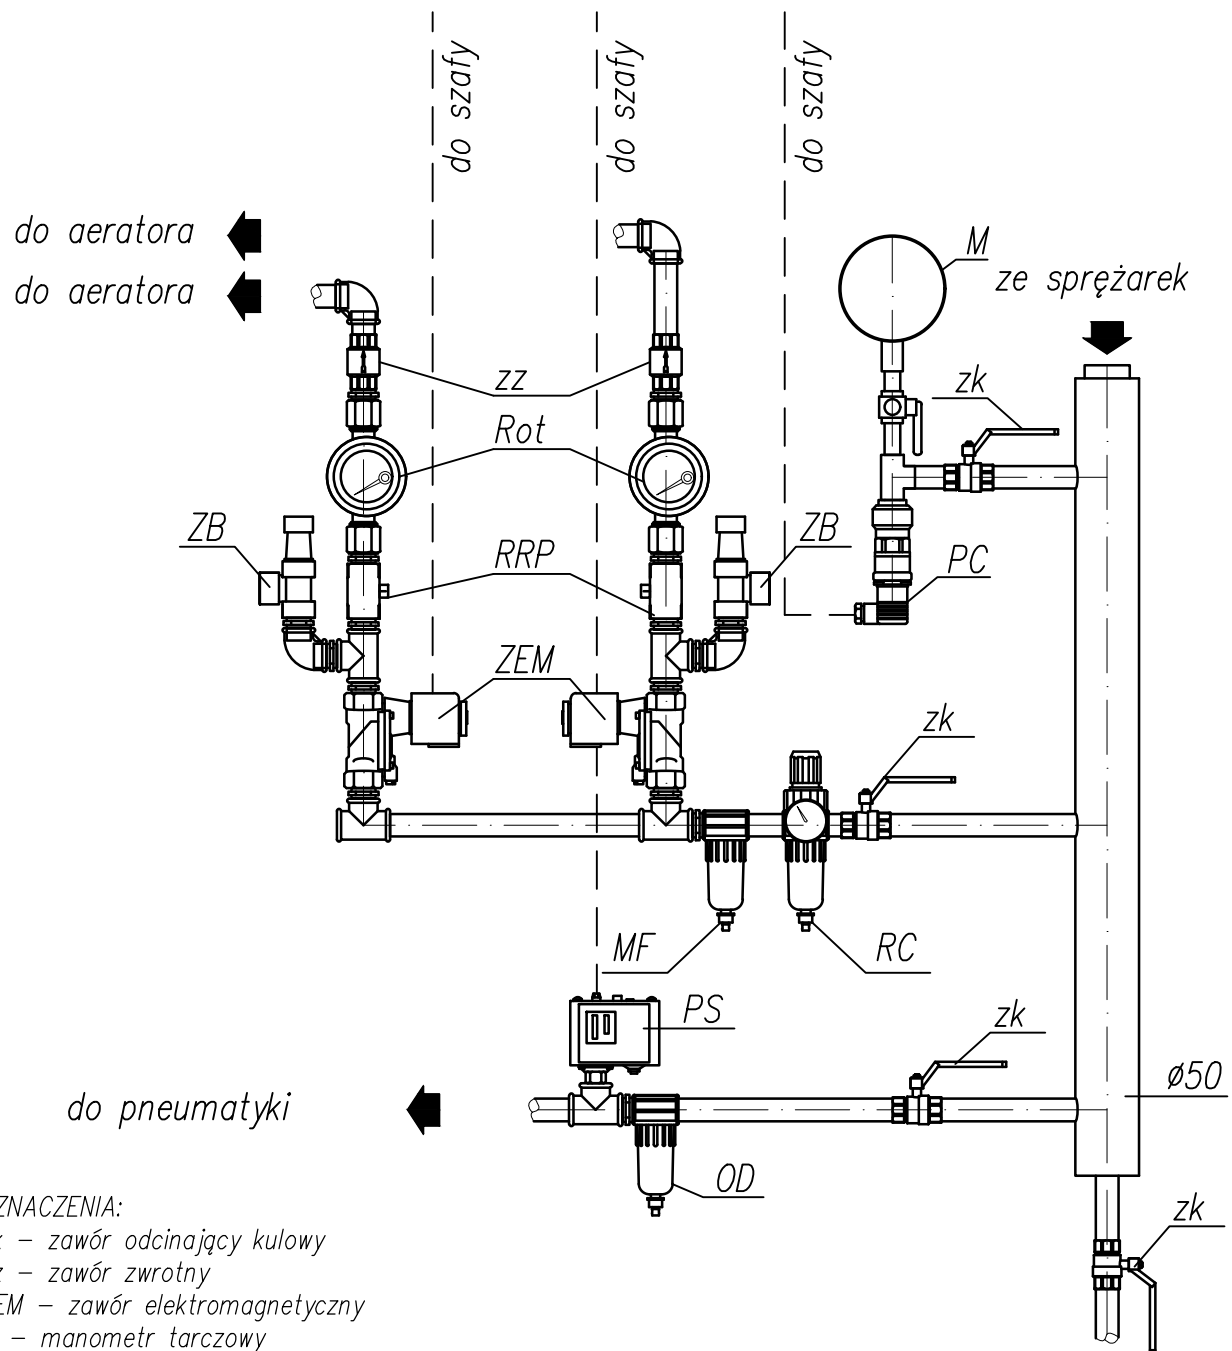 do szafy
do szafy
do szafy
do aeratora
do aeratora
M
ze sprężarek
zz
zk
Rot
ZB
RRP
ZB
PC
ZEM
zk
MF
RC
PS
zk
do pneumatyki
ø50
OD
ZNACZENIA:
– zawór odcinający kulowy
zk
– zawór zwrotny
EM – zawór elektromagnetyczny
– manometr tarczowy